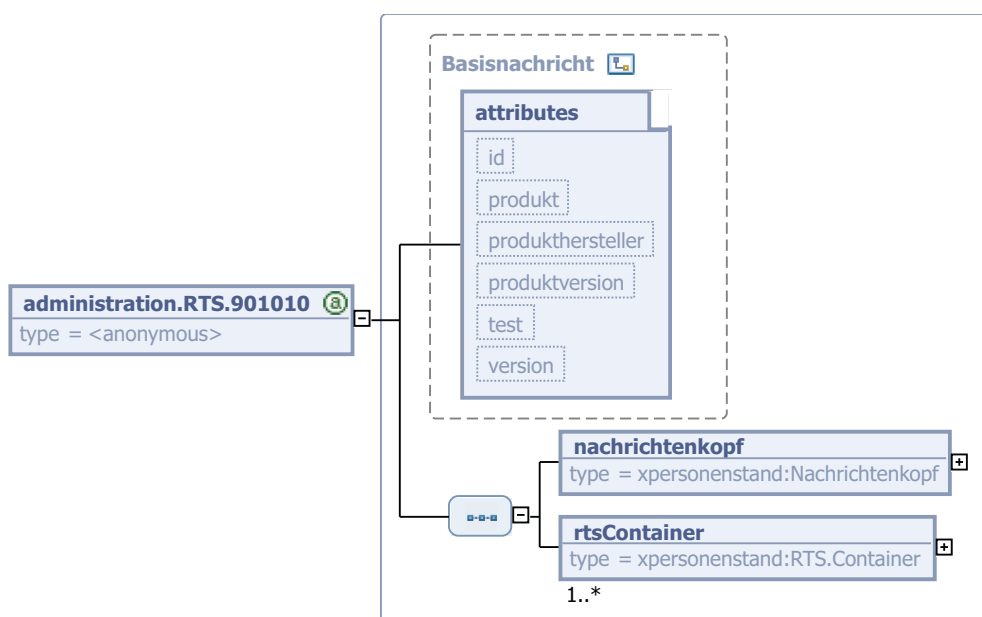 Basisnachricht
attributes
id
produkt
produkthersteller
produktversion
test
version
administration.RTS.901010 @
type = <anonymous>
nachrichtenkopf
type = xpersonenstand:Nachrichtenkopf
rtsContainer
type = xpersonenstand:RTS.Container
1..*